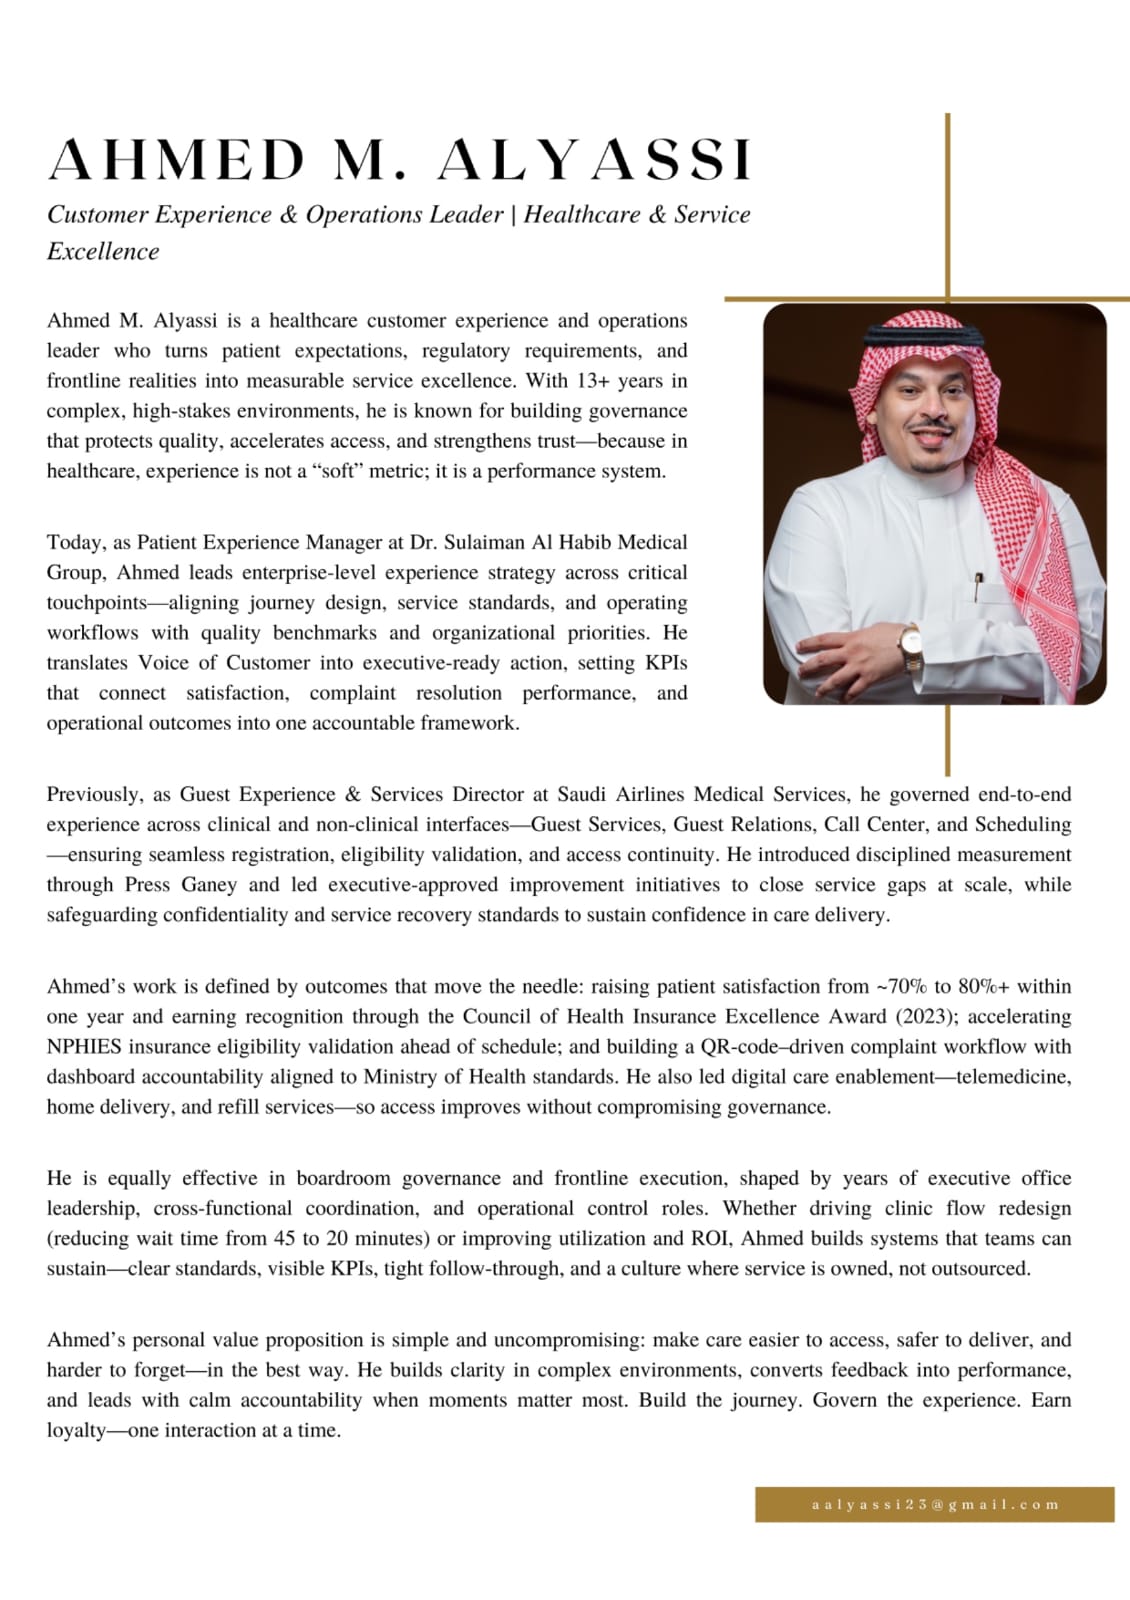 AHMED M. ALYASSI
Customer Experience & Operations Leader | Healthcare & Service
Excellence
Ahmed M. Alyassi is a healthcare customer experience and operations
leader who turns patient expectations, regulatory requirements, and
frontline realities into measurable service excellence. With 13+ years in
complex, high-stakes environments, he is known for building governance
that protects quality, accelerates access, and strengthens trust—because in
healthcare, experience is not a “soft” metric; it is a performance system.
Today, as Patient Experience Manager at Dr. Sulaiman Al Habib Medical
Group, Ahmed leads enterprise-level experience strategy across critical
touchpoints—aligning journey design, service standards, and operating
workflows with quality benchmarks and organizational priorities. He
translates Voice of Customer into executive-ready action, setting KPIs
that connect satisfaction, complaint resolution performance, and
operational outcomes into one accountable framework.
Previously, as Guest Experience & Services Director at Saudi Airlines Medical Services, he governed end-to-end
experience across clinical and non-clinical interfaces—Guest Services, Guest Relations, Call Center, and Scheduling
—ensuring seamless registration, eligibility validation, and access continuity. He introduced disciplined measurement
through Press Ganey and led executive-approved improvement initiatives to close service gaps at scale, while
safeguarding confidentiality and service recovery standards to sustain confidence in care delivery.
Ahmed’s work is defined by outcomes that move the needle: raising patient satisfaction from ~70% to 80%+ within
one year and earning recognition through the Council of Health Insurance Excellence Award (2023); accelerating
NPHIES insurance eligibility validation ahead of schedule; and building a QR-code–driven complaint workflow with
dashboard accountability aligned to Ministry of Health standards. He also led digital care enablement—telemedicine,
home delivery, and refill services—so access improves without compromising governance.
He is equally effective in boardroom governance and frontline execution, shaped by years of executive office
leadership, cross-functional coordination, and operational control roles. Whether driving clinic flow redesign
(reducing wait time from 45 to 20 minutes) or improving utilization and ROI, Ahmed builds systems that teams can
sustain—clear standards, visible KPIs, tight follow-through, and a culture where service is owned, not outsourced.
Ahmed’s personal value proposition is simple and uncompromising: make care easier to access, safer to deliver, and
harder to forget—in the best way. He builds clarity in complex environments, converts feedback into performance,
and leads with calm accountability when moments matter most. Build the journey. Govern the experience. Earn
loyalty—one interaction at a time.
aalyassi23@gmail.com